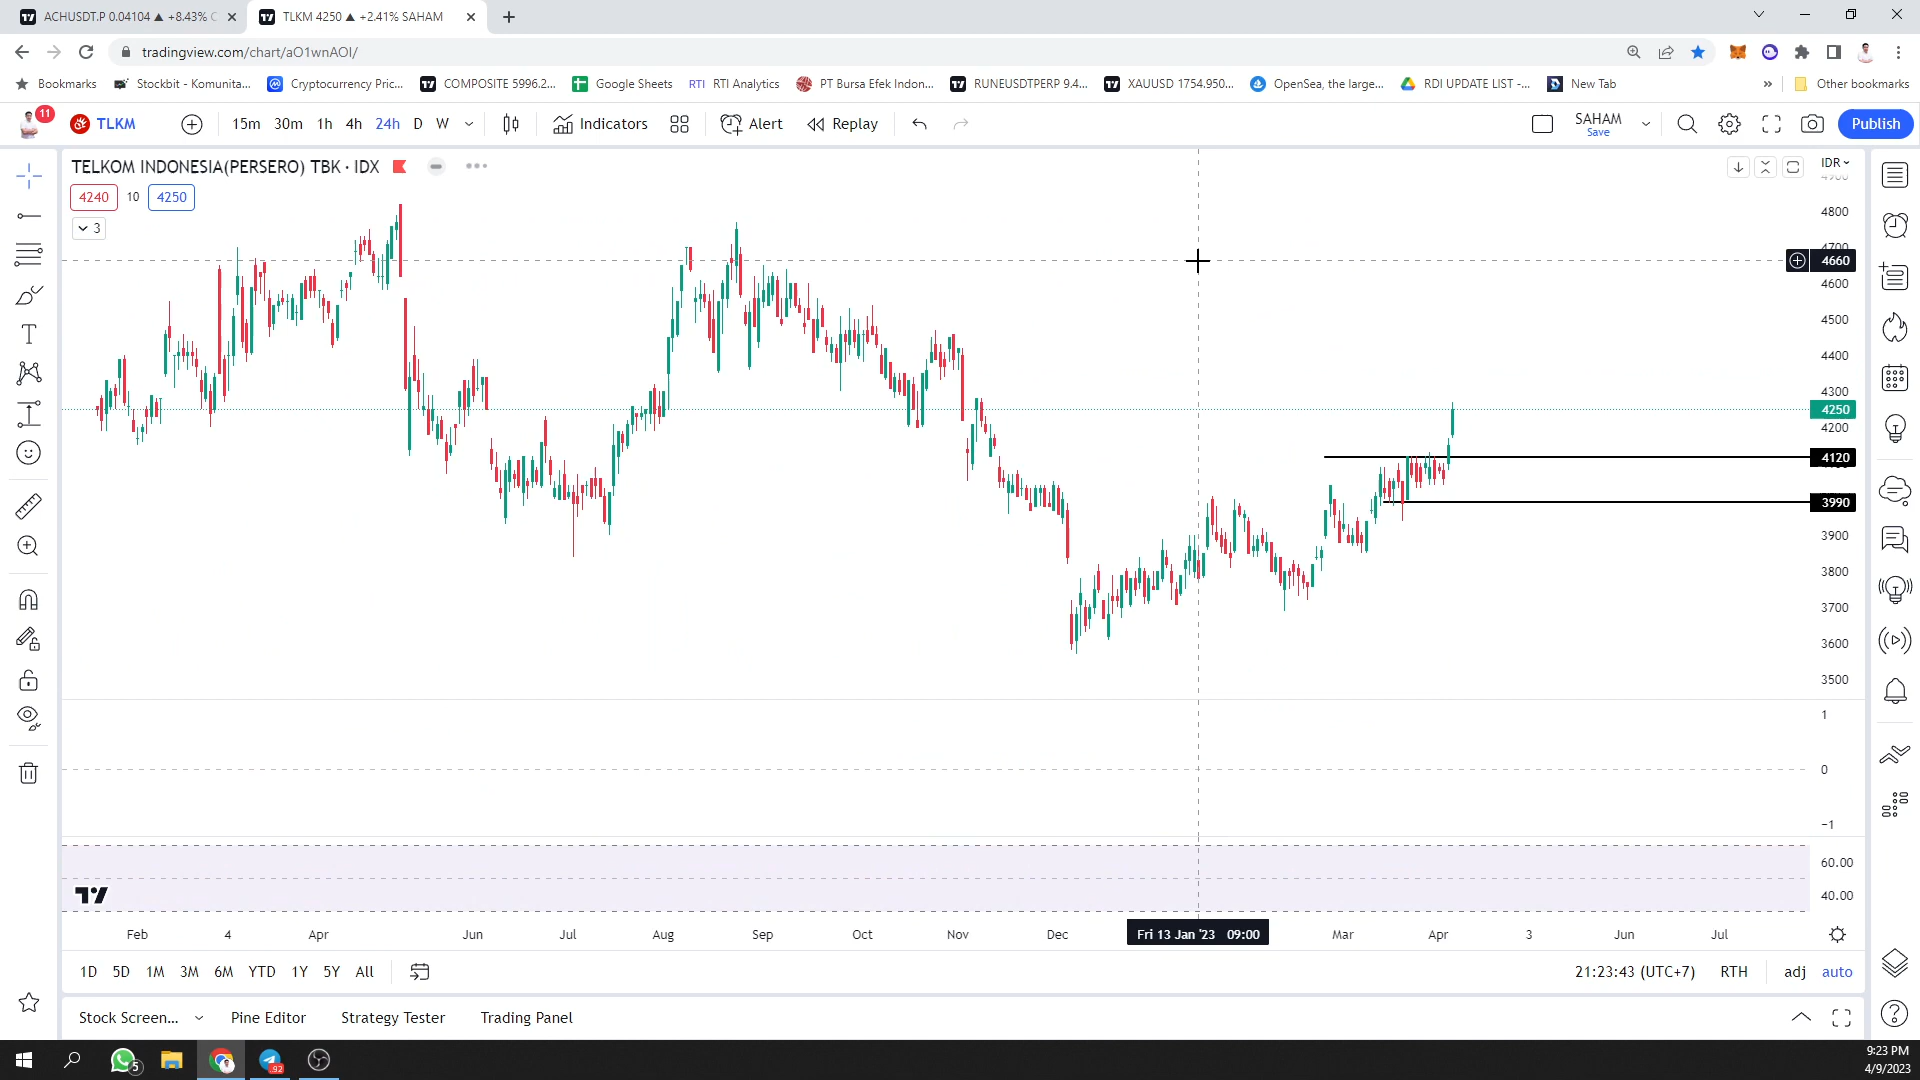 ACHUSDT.P 0.04104 ▲ +8.43% C
TLKM 4250 ▲ +2.41% SAHAM
tradingview.com/chart/aO1wnAOI/
Bookmarks
Stockbit - Komunita...
Cryptocurrency Pric...
COMPOSITE 5996.2...
Google Sheets
RTI RTI Analytics
PT Bursa Efek Indon...
RUNEUSDTPERP 9.4...
XAUUSD 1754.950...
OpenSea, the large...
RDI UPDATE LIST -...
New Tab
»
Other bookmarks
11
TLKM
15m 30m 1h 4h 24h D W
Indicators
Alert
Replay
SAHAM
Save
Publish
TELKOM INDONESIA(PERSERO) TBK · IDX
IDR
4240 10 4250
3
4900
4800
4700
4660
4600
4500
4400
4300
4250
4200
4120
3990
3900
3800
3700
3600
3500
1
0
−1
60.00
40.00
Feb 4 Apr Jun Jul Aug Sep Oct Nov Dec Fri 13 Jan '23 09:00 Mar Apr 3 Jun Jul
1D 5D 1M 3M 6M YTD 1Y 5Y All
21:23:43 (UTC+7) RTH adj auto
Stock Screen... Pine Editor Strategy Tester Trading Panel
5
92
9:23 PM
4/9/2023